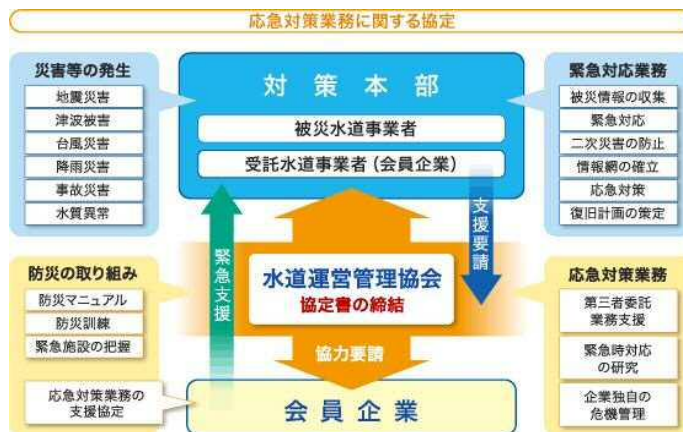 応急対策業務に関する協定
災害等の発生
地震災害
津波被害
台風災害
降雨災害
事故災害
水質異常
対策本部
被災水道事業者
受託水道事業者（会員企業）
緊急対応業務
被災情報の収集
緊急対応
二次災害の防止
情報網の確立
応急対策
復旧計画の策定
緊急支援
支援要請
防災の取り組み
防災マニュアル
防災訓練
緊急施設の把握
応急対策業務の
支援協定
水道運営管理協会
協定書の締結
協力要請
会員企業
応急対策業務
第三者委託
業務支援
緊急時対応
の研究
企業独自の
危機管理